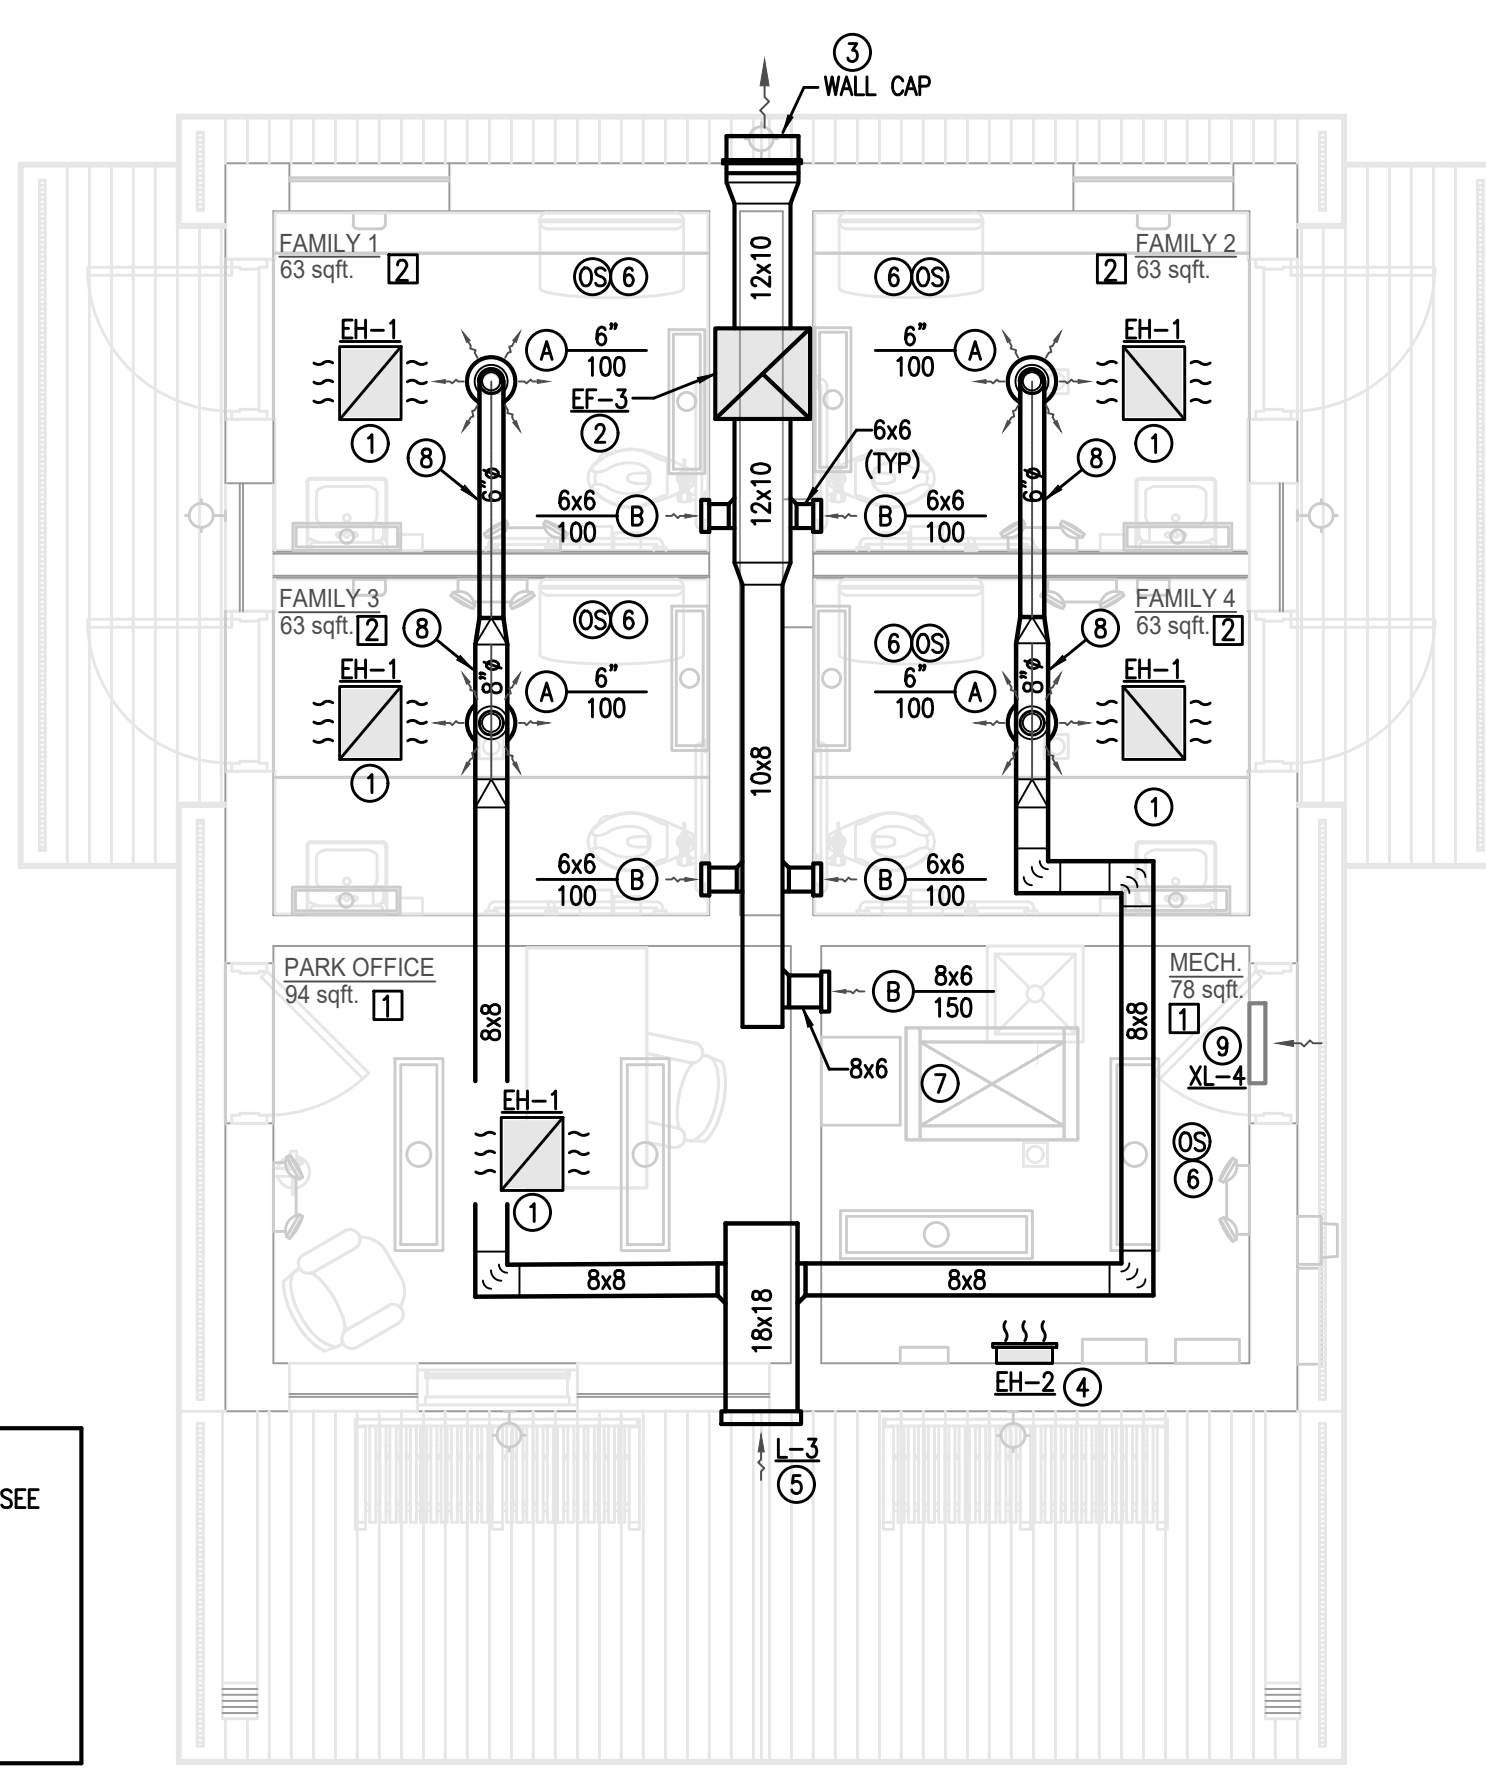 3
WALL CAP
FAMILY 1
63 sqft.
2
OS 6
12x10
6 OS
2
FAMILY 2
63 sqft.
EH-1
A
6"
100
6"
100
A
EH-1
EF-3
2
1
8
6"ø
6x6
(TYP)
8
1
6"ø
6x6
100
B
12x10
B
6x6
100
FAMILY 3
63 sqft.
2
8
OS 6
6 OS
8
FAMILY 4
63 sqft.
2
EH-1
8"ø
A
6"
100
6"
100
A
8"ø
EH-1
1
10x8
1
6x6
100
B
B
6x6
100
PARK OFFICE
94 sqft.
1
8x8
B
8x6
150
8x8
MECH.
78 sqft.
1
9
XL-4
8x6
7
EH-1
1
OS
6
8x8
18x18
8x8
EH-2
4
L-3
5
SEE